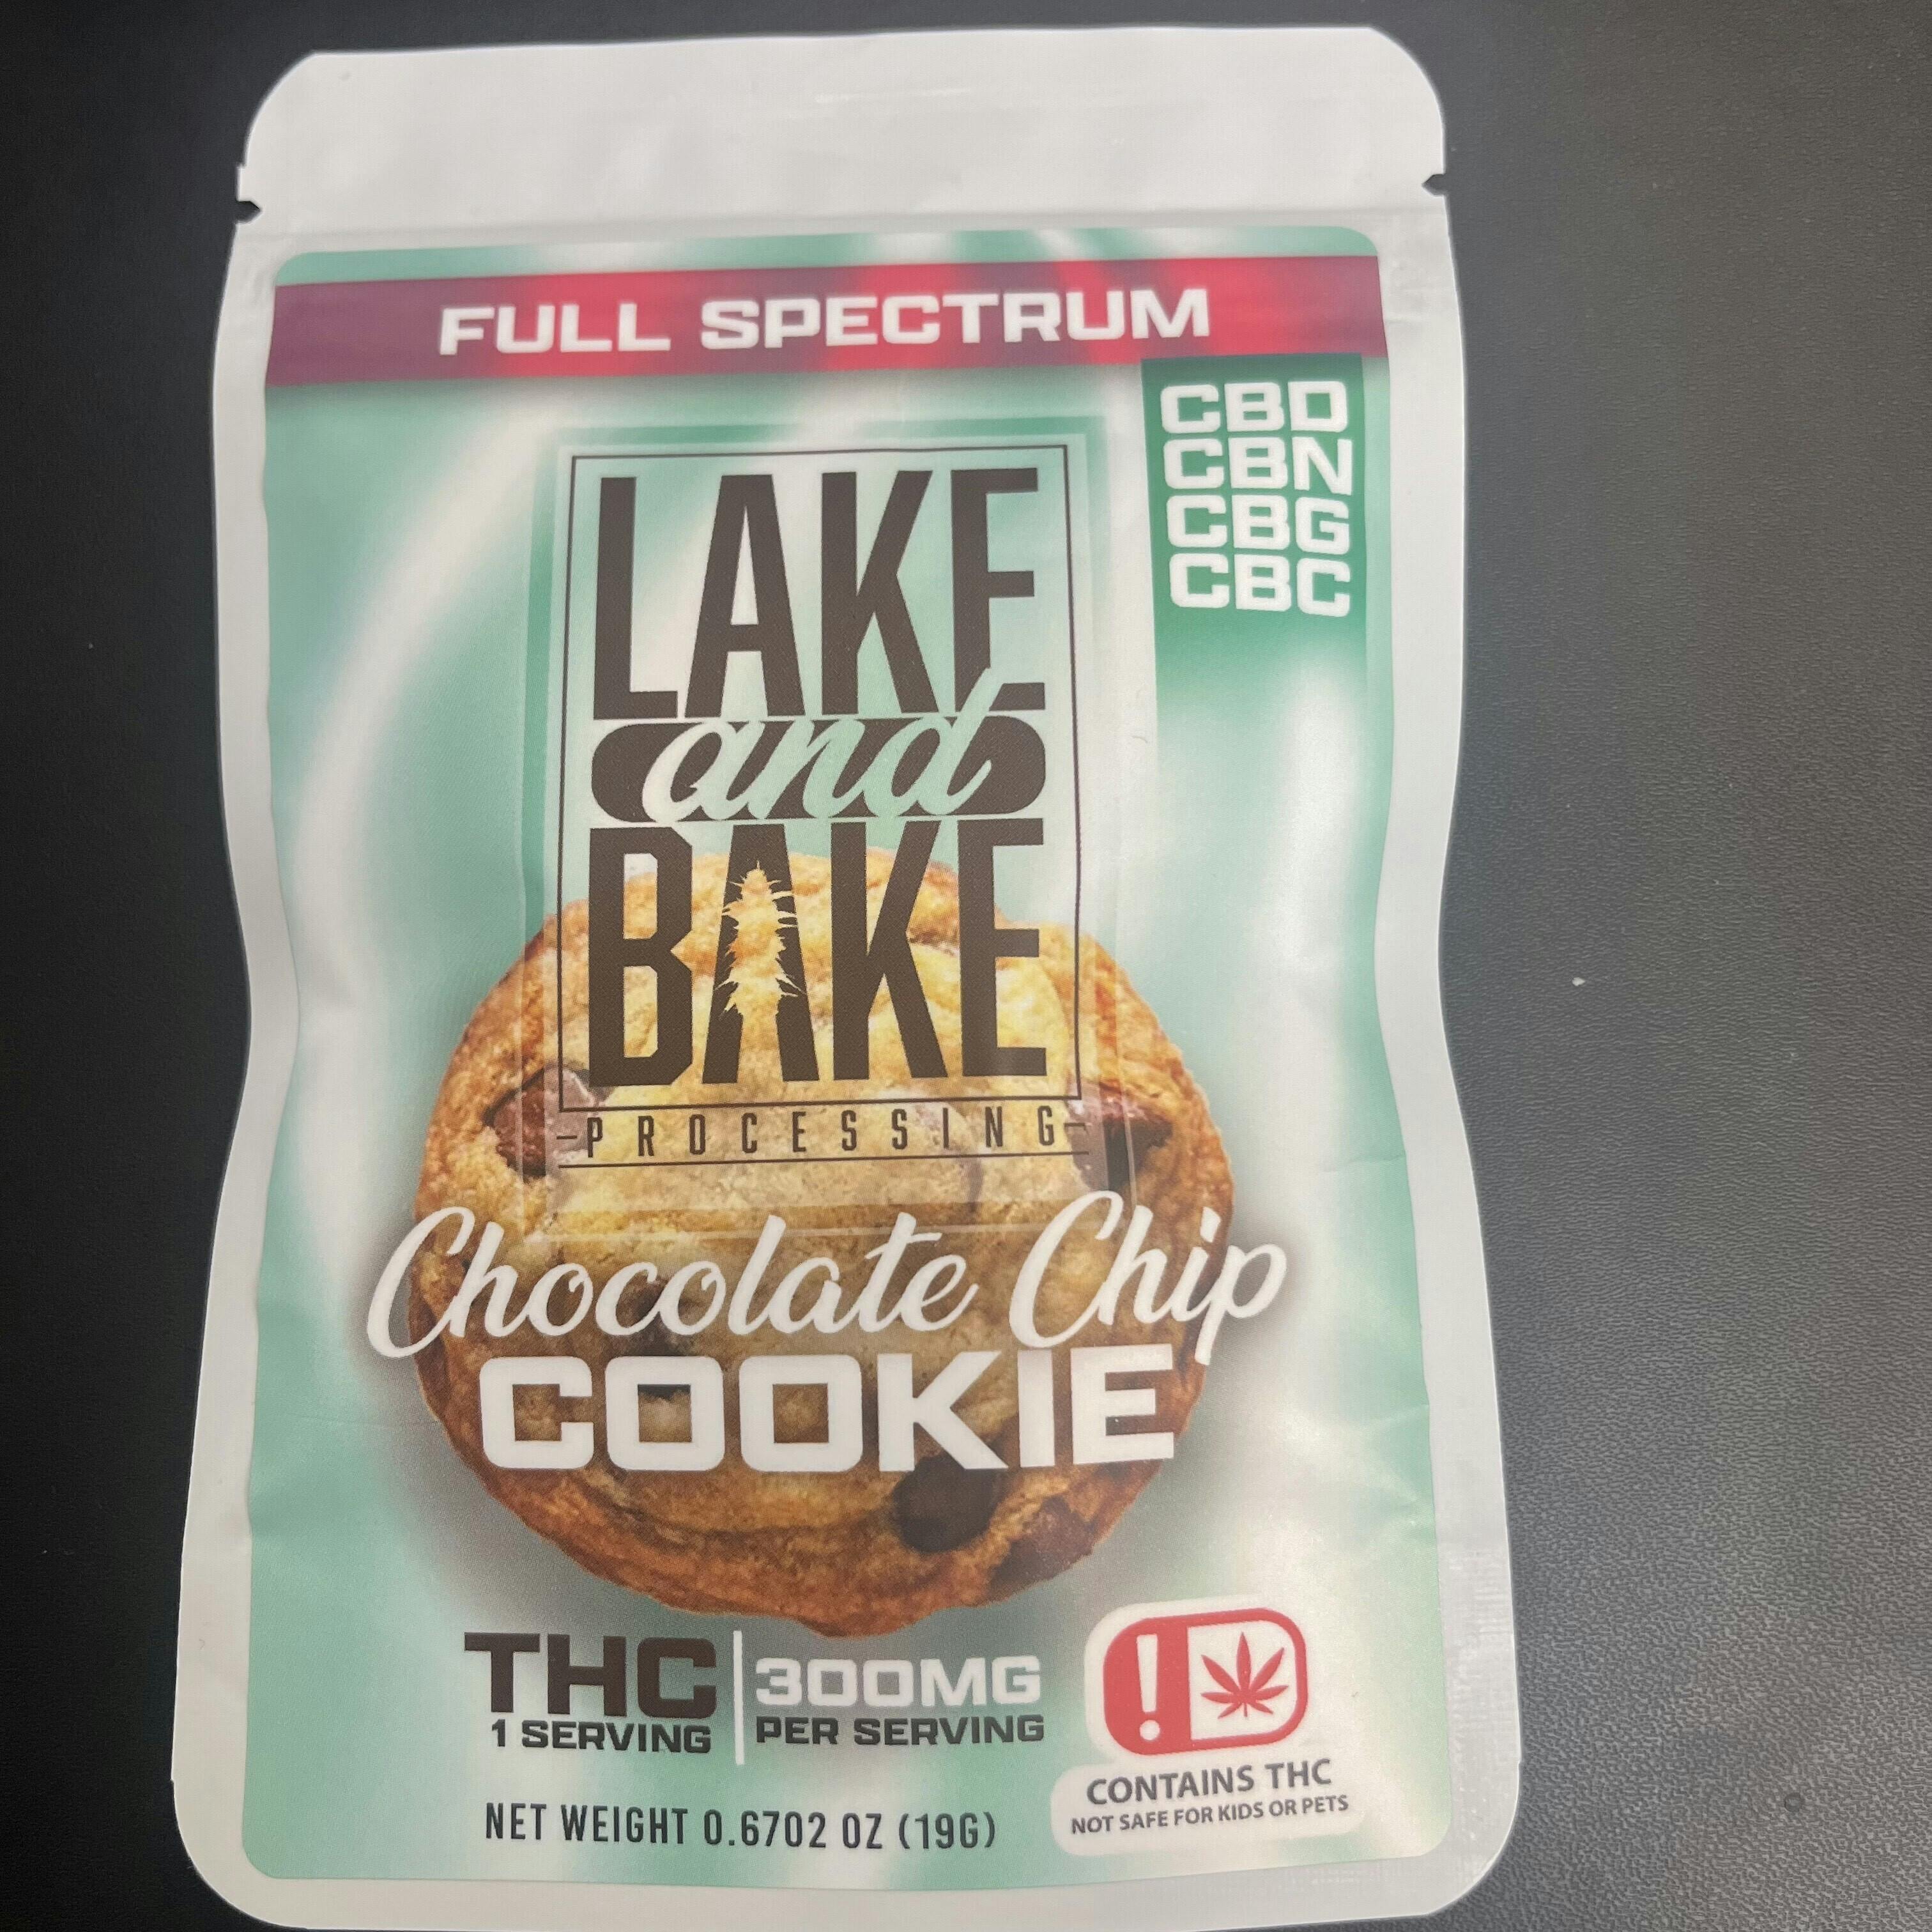 FULL SPECTRUM
CBD
CBN
CBG
CBC
LAKE
and
BAKE
-PROCESSING-
Chocolate Chip
COOKIE
THC
1 SERVING
300MG
PER SERVING
!
CONTAINS THC
NOT SAFE FOR KIDS OR PETS
NET WEIGHT 0.6702 OZ (19G)